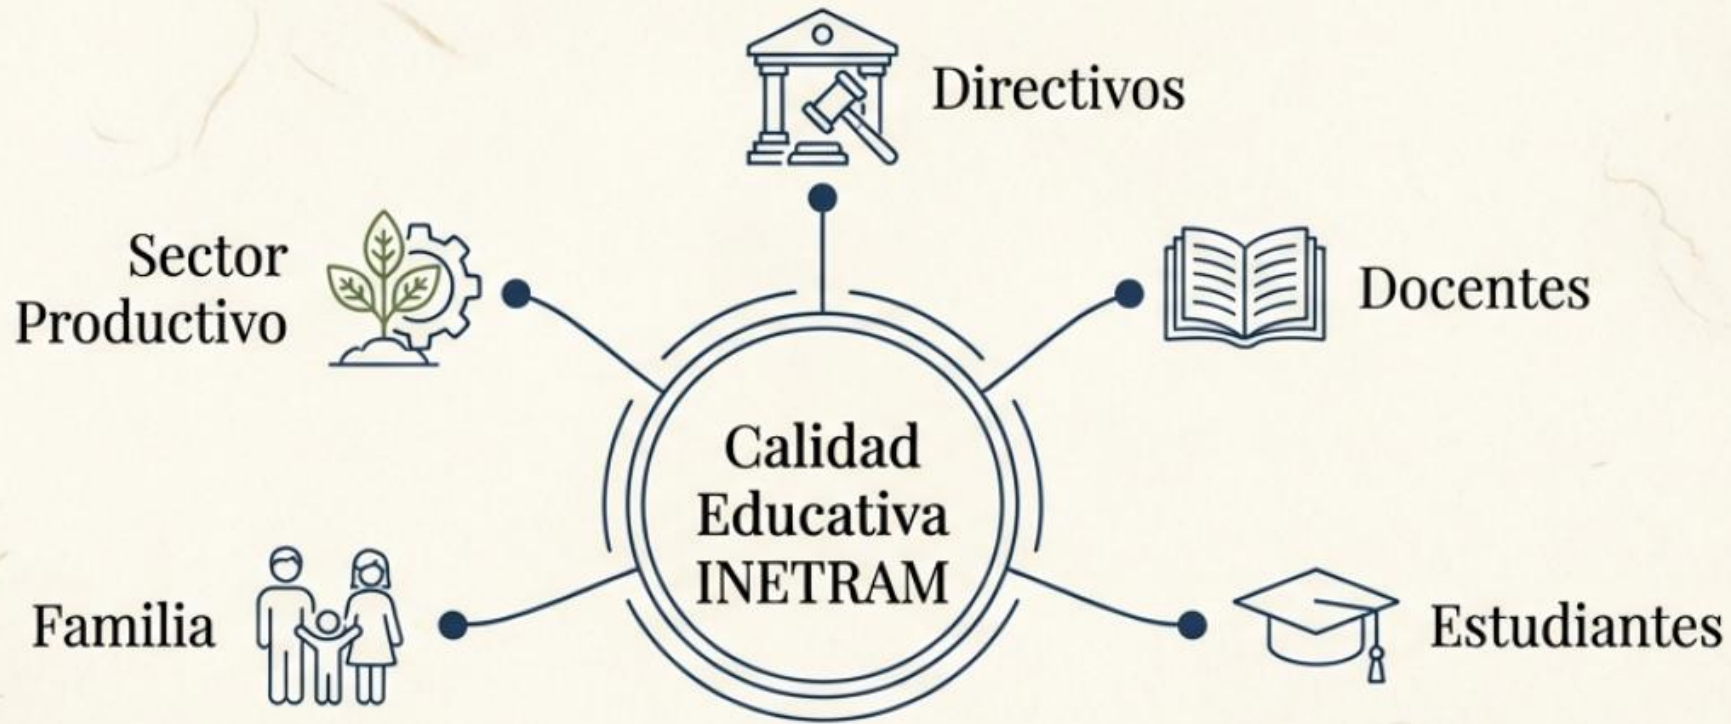 Directivos
Sector
Productivo
Docentes
Calidad
Educativa
INETRAM
Familia
Estudiantes